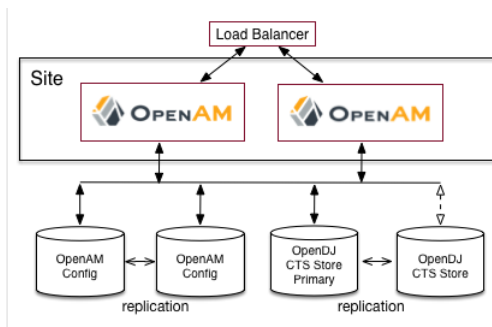 Load Balancer
Site
OPENAM
OPENAM
OpenAM
Config
OpenAM
Config
OpenDJ
CTS Store
Primary
OpenDJ
CTS Store
replication
replication